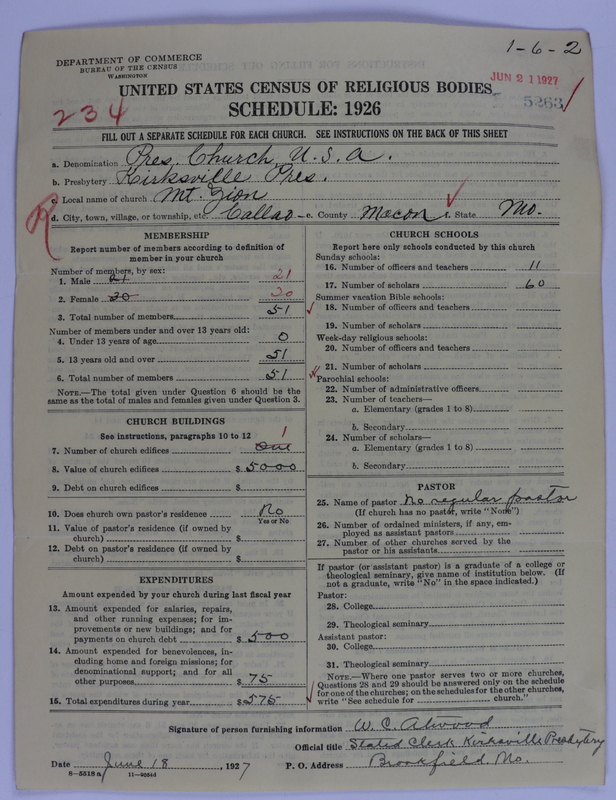 1-6-2
DEPARTMENT OF COMMERCE
BUREAU OF THE CENSUS
WASHINGTON
JUN 21 1927
5263
234
UNITED STATES CENSUS OF RELIGIOUS BODIES
SCHEDULE: 1926
FILL OUT A SEPARATE SCHEDULE FOR EACH CHURCH. SEE INSTRUCTIONS ON THE BACK OF THIS SHEET
a. Denomination Pres. Church, U. S. A.
b. Presbytery Kirksville Pres.
c. Local name of church Mt. Zion
d. City, town, village, or township, etc. Callao e. County Macon f. State Mo.
MEMBERSHIP
Report number of members according to definition of
member in your church
Number of members, by sex:
1. Male 21 21
2. Female 30 30
3. Total number of members 51
Number of members under and over 13 years old:
4. Under 13 years of age 0
5. 13 years old and over 51
6. Total number of members 51
NOTE.—The total given under Question 6 should be the
same as the total of males and females given under Question 3.
CHURCH BUILDINGS
See instructions, paragraphs 10 to 12 1
7. Number of church edifices One
8. Value of church edifices $ 5000
9. Debt on church edifices $
10. Does church own pastor's residence No
Yes or No
11. Value of pastor's residence (if owned by
church) $
12. Debt on pastor's residence (if owned by
church) $
EXPENDITURES
Amount expended by your church during last fiscal year
13. Amount expended for salaries, repairs,
and other running expenses; for im-
provements or new buildings; and for
payments on church debt $ 500
14. Amount expended for benevolences, in-
cluding home and foreign missions; for
denominational support; and for all
other purposes $ 75
15. Total expenditures during year $ 575
CHURCH SCHOOLS
Report here only schools conducted by this church
Sunday schools:
16. Number of officers and teachers 11
17. Number of scholars 60
Summer vacation Bible schools:
18. Number of officers and teachers
19. Number of scholars
Week-day religious schools:
20. Number of officers and teachers
21. Number of scholars
Parochial schools:
22. Number of administrative officers
23. Number of teachers—
a. Elementary (grades 1 to 8)
b. Secondary
24. Number of scholars—
a. Elementary (grades 1 to 8)
b. Secondary
PASTOR
25. Name of pastor No regular pastor
(If church has no pastor, write "None")
26. Number of ordained ministers, if any, em-
ployed as assistant pastors
27. Number of other churches served by the
pastor or his assistants
If pastor (or assistant pastor) is a graduate of a college or
theological seminary, give name of institution below. (If
not a graduate, write "No" in the space indicated.)
Pastor:
28. College
29. Theological seminary
Assistant pastor:
30. College
31. Theological seminary
NOTE.—Where one pastor serves two or more churches,
Questions 28 and 29 should be answered only on the schedule
for one of the churches; on the schedules for the other churches,
write "See schedule for church."
Signature of person furnishing information W. C. Atwood
Official title Stated Clerk Kirksville Presbytery
Date June 18, 1927 P. O. Address Brookfield, Mo.
8-5518a 11-9554d